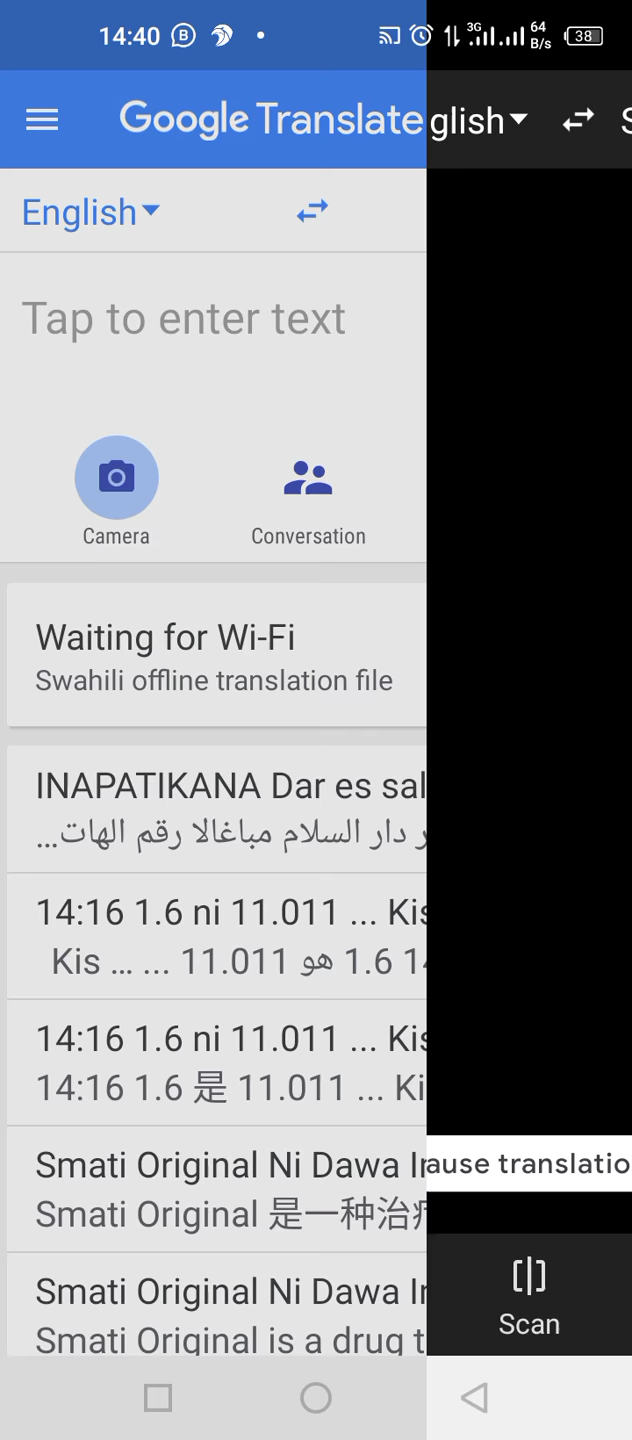 14:40 3G 64 B/s 38
Google Translate glish
English
Tap to enter text
Camera Conversation
Waiting for Wi-Fi
Swahili offline translation file
INAPATIKANA Dar es sal
ر دار السلام مباغالا رقم الهات...
14:16 1.6 ni 11.011 ... Kis
Kis ... ... 11.011 هو 1.6 14
14:16 1.6 ni 11.011 ... Kis
14:16 1.6 是 11.011 ... Ki
Smati Original Ni Dawa Ir
ause translatio
Smati Original 是一种治疗
Smati Original Ni Dawa Ir
Smati Original is a drug t
Scan